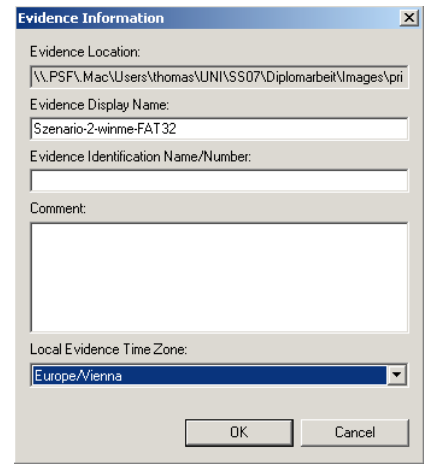 Evidence Information
Evidence Location:
\\.PSF\.Mac\Users\thomas\UNI\SS07\Diplomarbeit\Images\pri
Evidence Display Name:
Szenario-2-winme-FAT32
Evidence Identification Name/Number:
Comment:
Local Evidence Time Zone:
Europe/Vienna
OK Cancel